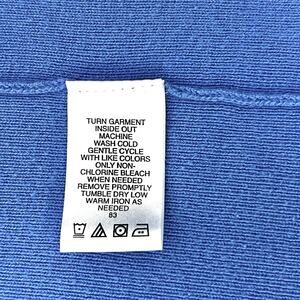 TURN GARMENT
INSIDE OUT
MACHINE
WASH COLD
GENTLE CYCLE
WITH LIKE COLORS
ONLY NON-
CHLORINE BLEACH
WHEN NEEDED
REMOVE PROMPTLY
TUMBLE DRY LOW
WARM IRON AS
NEEDED
83